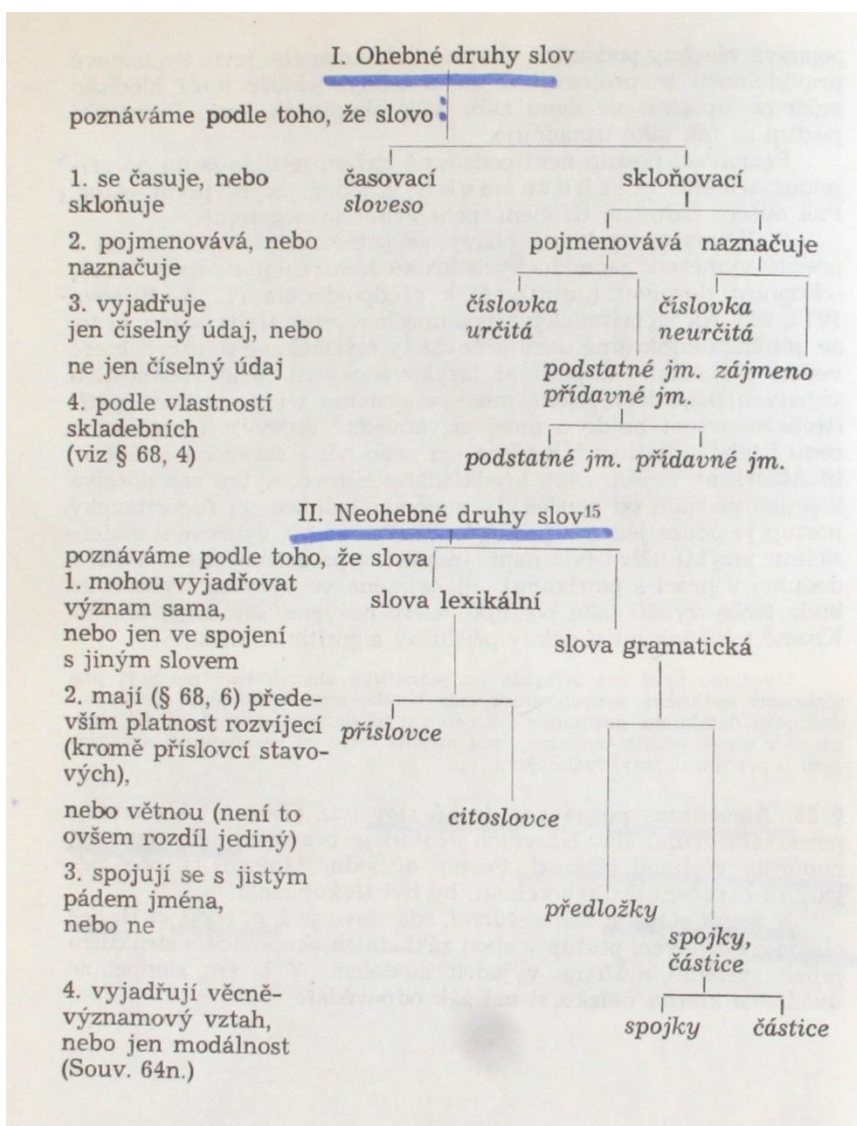 I. Ohebné druhy slov
poznáváme podle toho, že slovo:
1. se časuje, nebo
skloňuje
časovací
sloveso
skloňovací
2. pojmenovává, nebo
naznačuje
pojmenovává naznačuje
3. vyjadřuje
jen číselný údaj, nebo
číslovka
určitá
číslovka
neurčitá
ne jen číselný údaj
podstatné jm. zájmeno
přídavné jm.
4. podle vlastností
skladebních
(viz § 68, 4)
podstatné jm. přídavné jm.
II. Neohebné druhy slov15
poznáváme podle toho, že slova
1. mohou vyjadřovat
význam sama,
nebo jen ve spojení
s jiným slovem
slova lexikální
slova gramatická
2. mají (§ 68, 6) přede-
vším platnost rozvíjecí
(kromě příslovcí stavo-
vých),
příslovce
nebo větnou (není to
ovšem rozdíl jediný)
citoslovce
3. spojují se s jistým
pádem jména,
nebo ne
předložky
spojky,
částice
4. vyjadřují věcně-
významový vztah,
nebo jen modálnost
(Souv. 64n.)
spojky částice